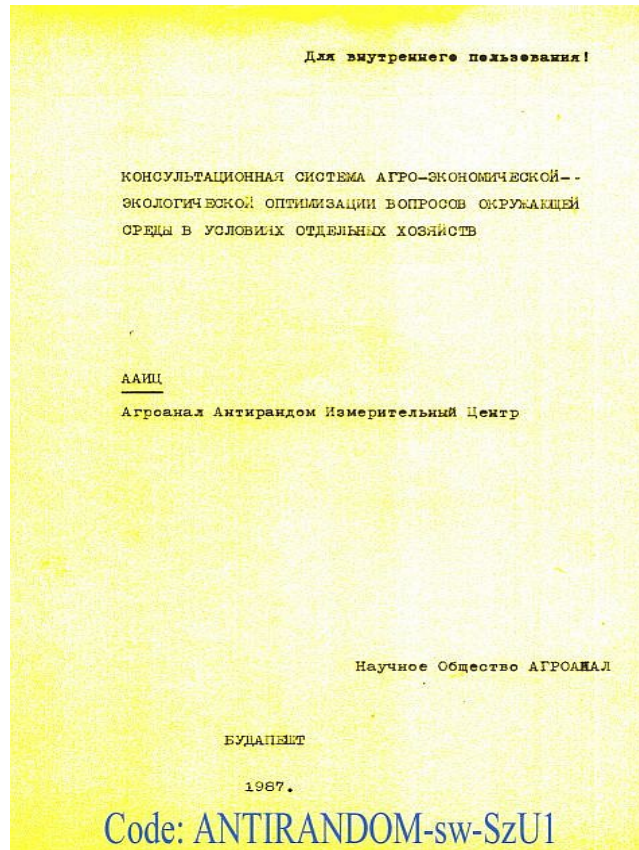 Для внутреннего пользования!
КОНСУЛЬТАЦИОННАЯ СИСТЕМА АГРО-ЭКОНОМИЧЕСКОЙ--
ЭКОЛОГИЧЕСКОЙ ОПТИМИЗАЦИИ ВОПРОСОВ ОКРУЖАЮЩЕЙ
СРЕДЫ В УСЛОВИЯХ ОТДЕЛЬНЫХ ХОЗЯЙСТВ
ААИЦ
Агроанал Антирандом Измерительный Центр
Научное Общество АГРОАНАЛ
БУДАПЕШТ
1987.
Code: ANTIRANDOM-sw-SzU1